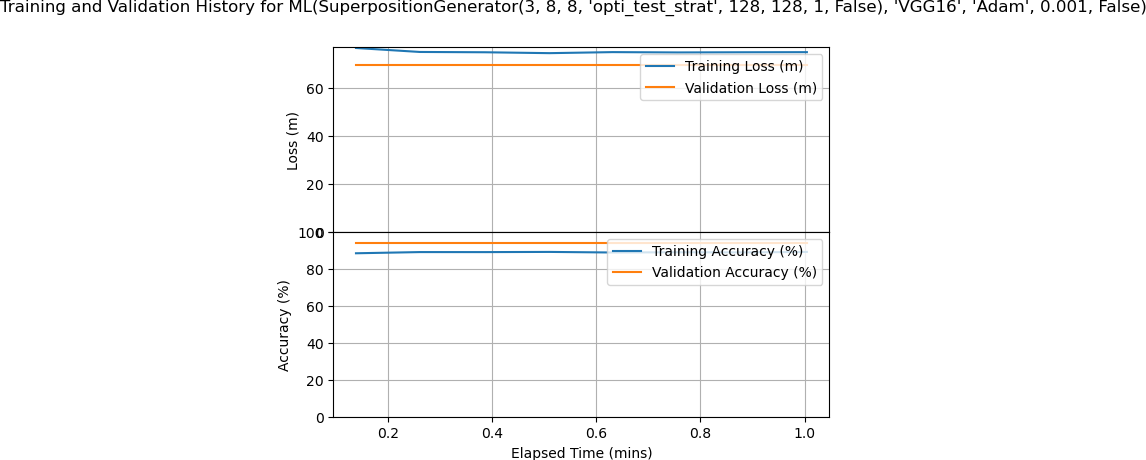 Training and Validation History for ML(SuperpositionGenerator(3, 8, 8, 'opti_test_strat', 128, 128, 1, False), 'VGG16', 'Adam', 0.001, False)
Training Loss (m)
Validation Loss (m)
60
40
20
0
Loss (m)
Training Accuracy (%)
Validation Accuracy (%)
100
80
60
40
20
0
Accuracy (%)
0.2 0.4 0.6 0.8 1.0
Elapsed Time (mins)